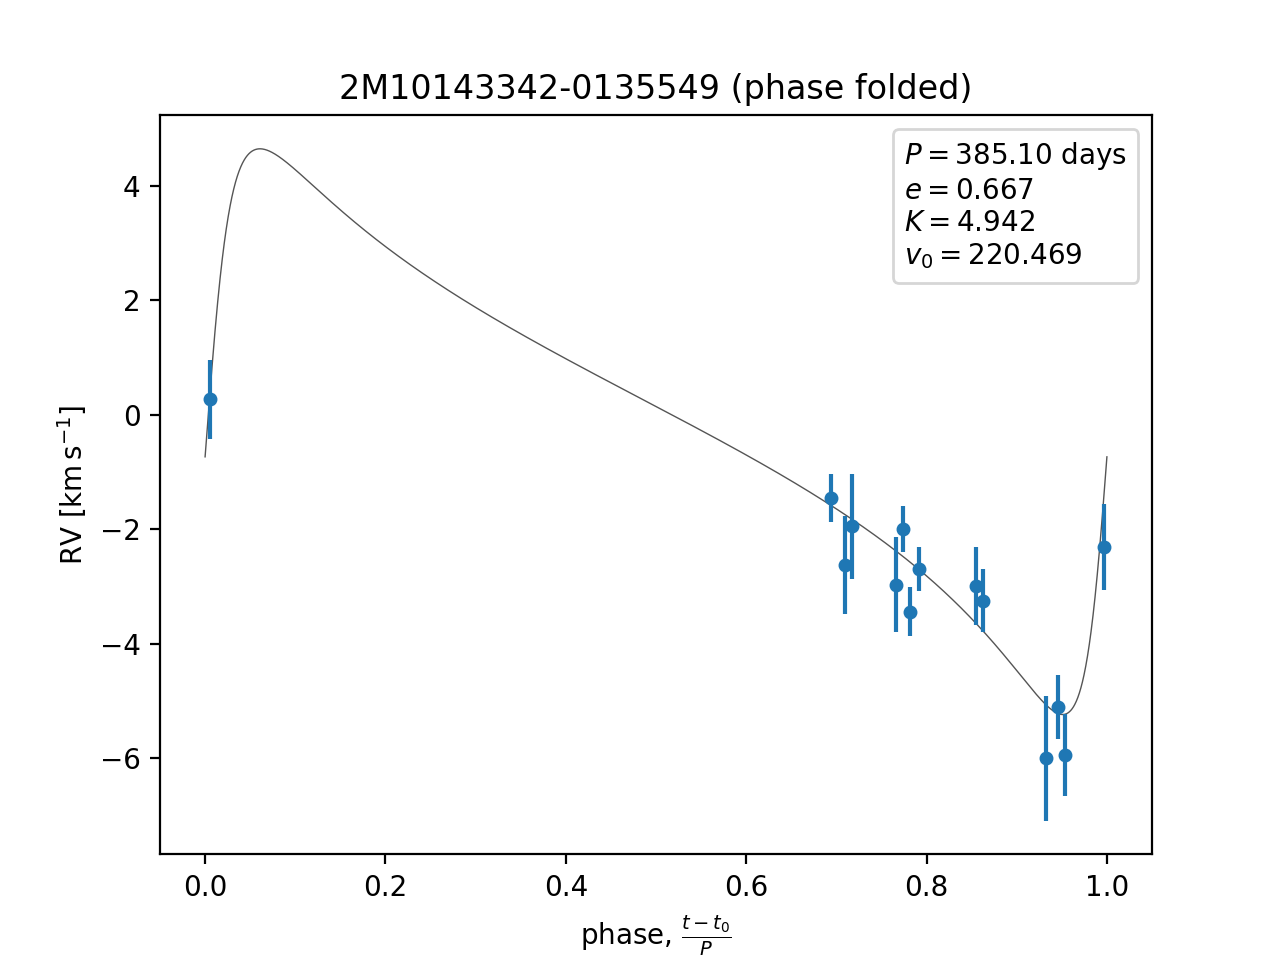 2M10143342-0135549 (phase folded)
P = 385.10 days
e = 0.667
K = 4.942
v₀ = 220.469
4
2
0
−2
−4
−6
RV [km s⁻¹]
0.0 0.2 0.4 0.6 0.8 1.0
phase, (t − t₀)/P